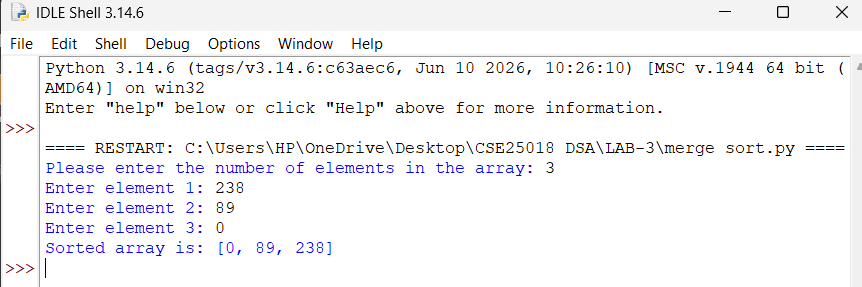 IDLE Shell 3.14.6
File Edit Shell Debug Options Window Help
Python 3.14.6 (tags/v3.14.6:c63aec6, Jun 10 2026, 10:26:10) [MSC v.1944 64 bit (
AMD64)] on win32
Enter "help" below or click "Help" above for more information.
>>>
==== RESTART: C:\Users\HP\OneDrive\Desktop\CSE25018 DSA\LAB-3\merge sort.py ====
Please enter the number of elements in the array: 3
Enter element 1: 238
Enter element 2: 89
Enter element 3: 0
Sorted array is: [0, 89, 238]
>>>